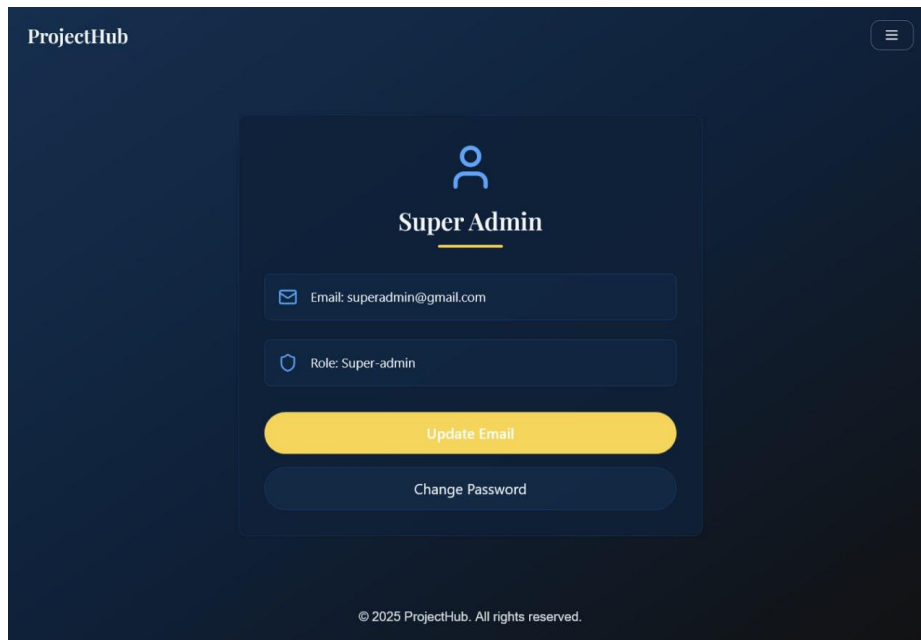 ProjectHub
Super Admin
Email: superadmin@gmail.com
Role: Super-admin
Update Email
Change Password
© 2025 ProjectHub. All rights reserved.